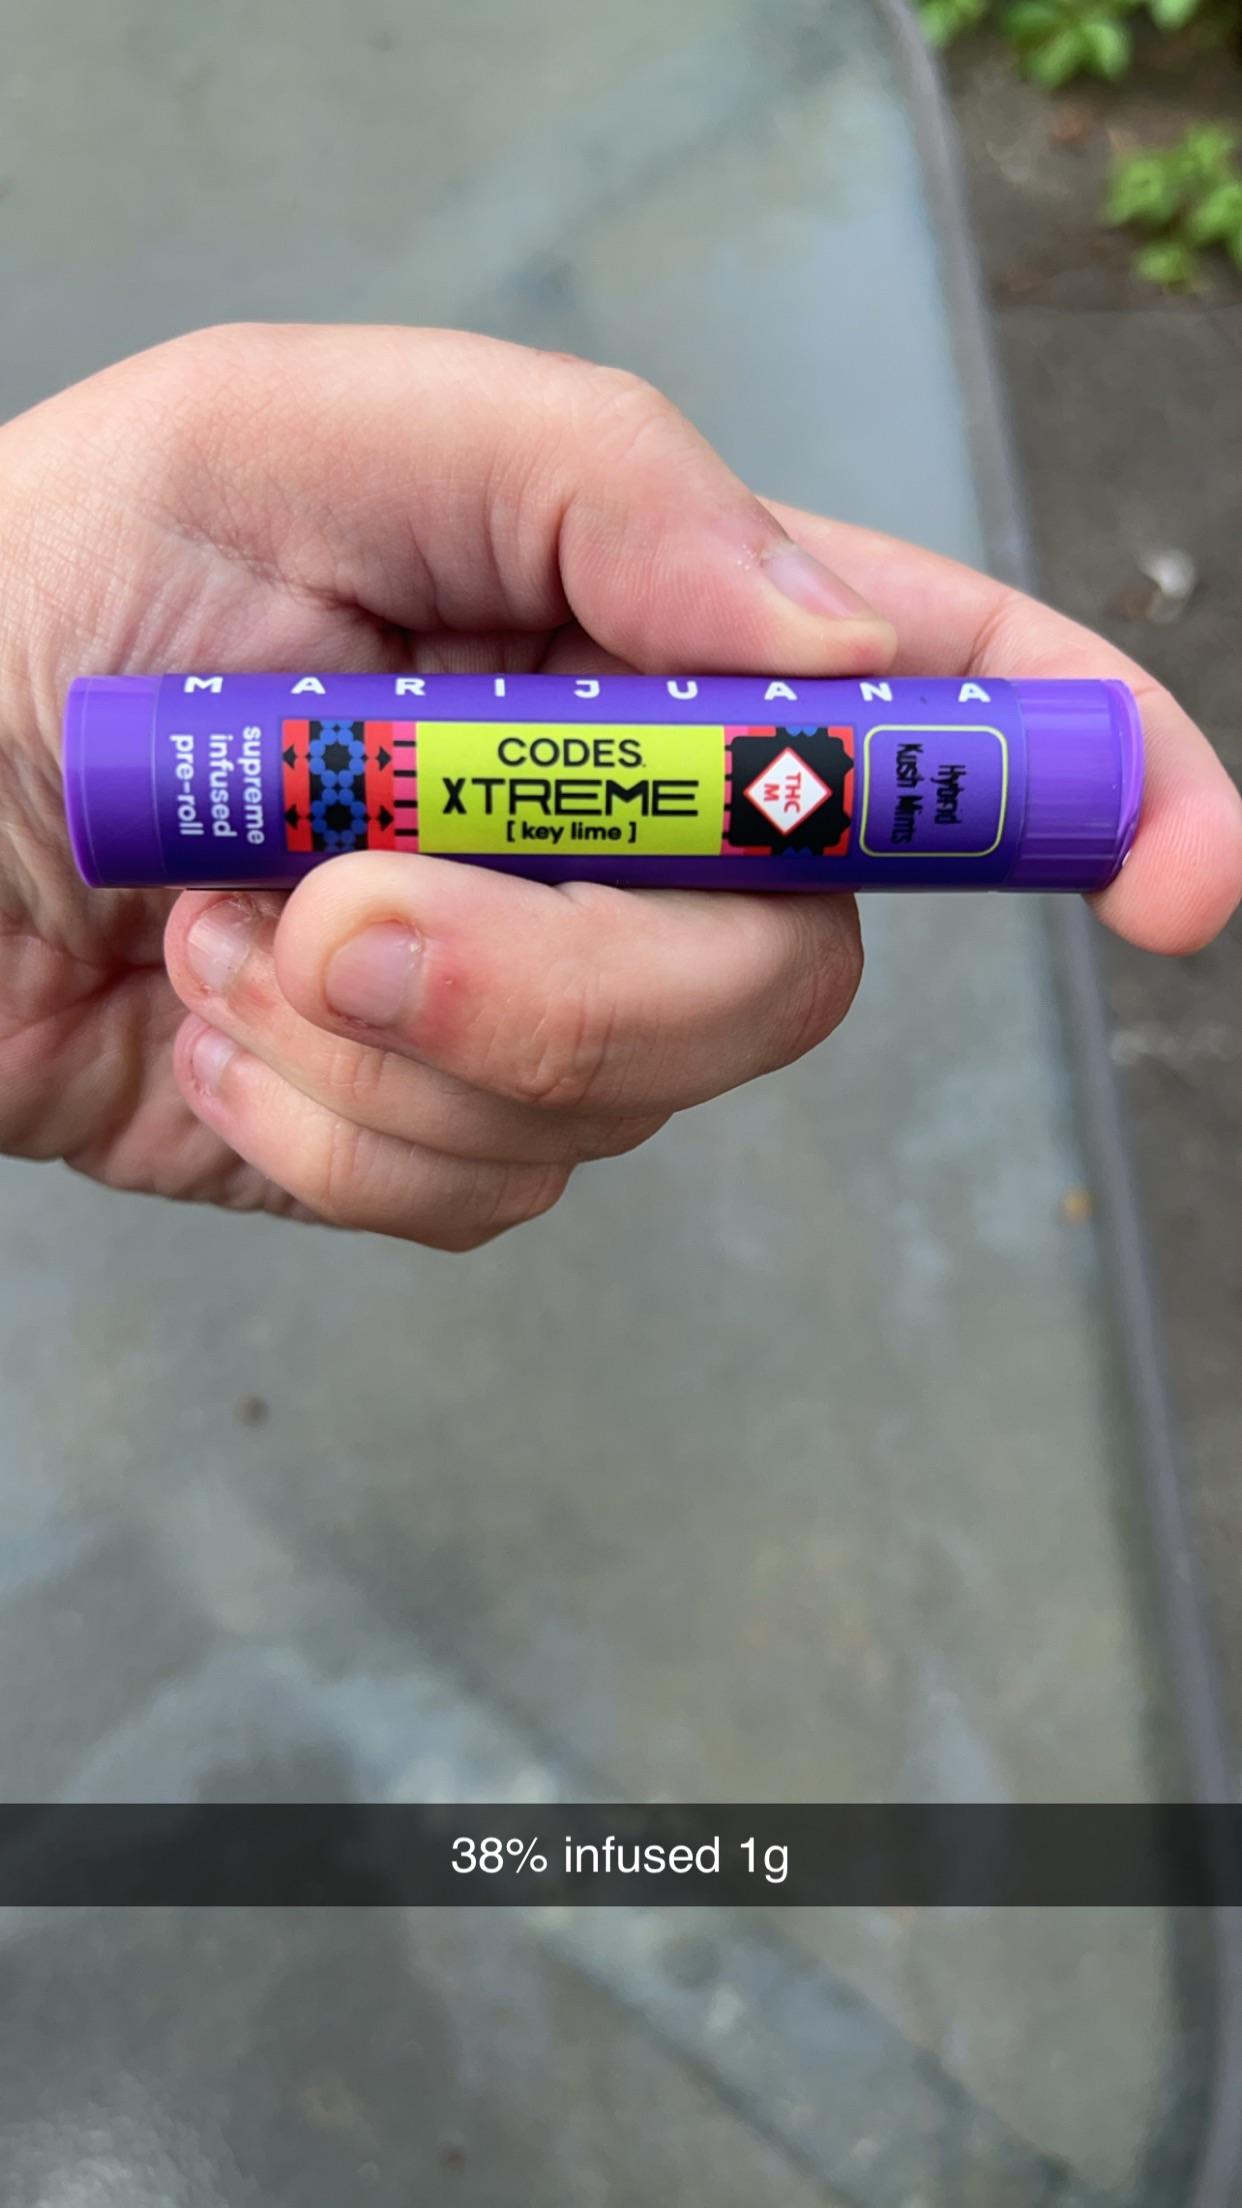 MARIJUANA
supreme
infused
pre-roll
CODES.
XTREME
[key lime]
THC
M
Hybrid
Kush Mints
38% infused 1g